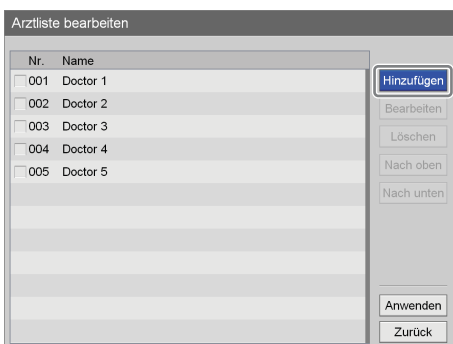 Arztliste bearbeiten
Nr. Name
001 Doctor 1
002 Doctor 2
003 Doctor 3
004 Doctor 4
005 Doctor 5
Hinzufügen
Bearbeiten
Löschen
Nach oben
Nach unten
Anwenden
Zurück